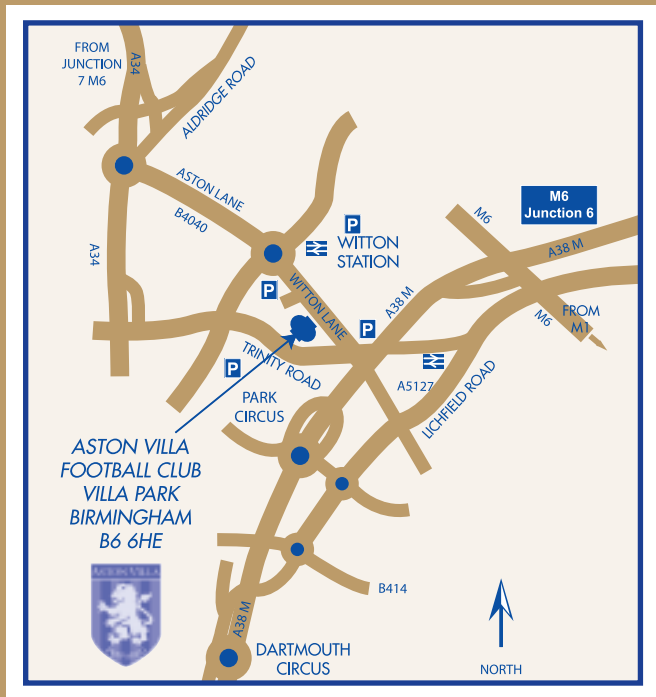 FROM
JUNCTION
7 M6
A34
ALDRIDGE ROAD
ASTON LANE
B4040
A34
P
WITTON
STATION
P
WITTON LANE
P
A38 M
M6
M6
Junction 6
A38 M
M6
FROM
M1
TRINITY ROAD
P
A5127
LICHFIELD ROAD
PARK
CIRCUS
ASTON VILLA
FOOTBALL CLUB
VILLA PARK
BIRMINGHAM
B6 6HE
ASTON VILLA
B414
A38 M
DARTMOUTH
CIRCUS
NORTH